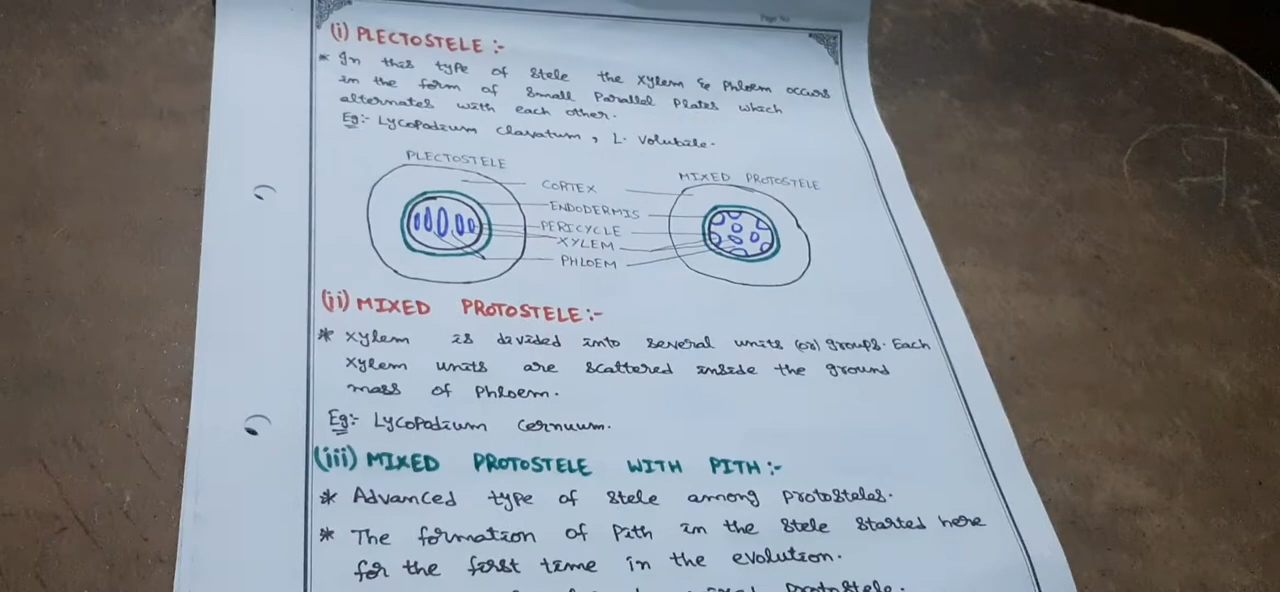 Page No
(i) PLECTOSTELE :-
* In this type of stele the xylem & Phloem occurs
in the form of small Parallel Plates which
alternates with each other.
Eg:- Lycopodium clavatum, L. volubile.
PLECTOSTELE
MIXED PROTOSTELE
CORTEX
ENDODERMIS
PERICYCLE
XYLEM
PHLOEM
(ii) MIXED PROTOSTELE :-
* Xylem is divided into several units (or) groups. Each
xylem units are scattered inside the ground
mass of Phloem.
Eg:- Lycopodium cernuum.
(iii) MIXED PROTOSTELE WITH PITH :-
* Advanced type of stele among protosteles.
* The formation of Pith in the stele started here
for the first time in the evolution.
Protostele.